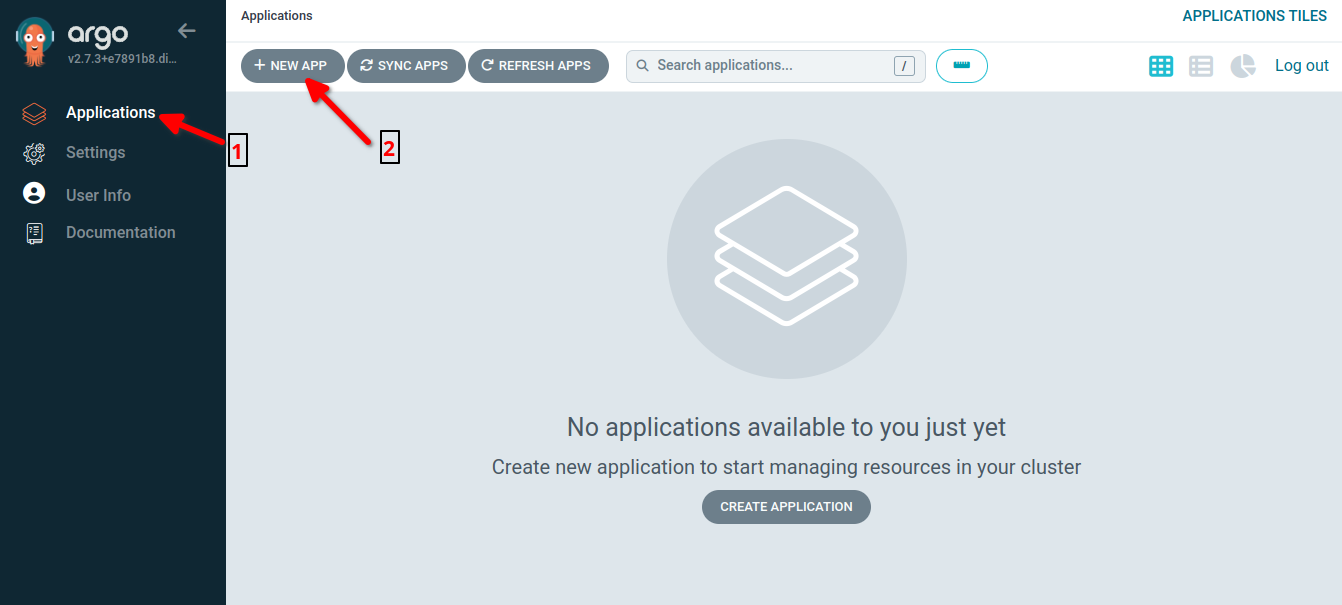 argo
v2.7.3+e7891b8.di...
Applications
Settings
User Info
Documentation
Applications
APPLICATIONS TILES
+ NEW APP
SYNC APPS
REFRESH APPS
Search applications...
/
Log out
1
2
No applications available to you just yet
Create new application to start managing resources in your cluster
CREATE APPLICATION